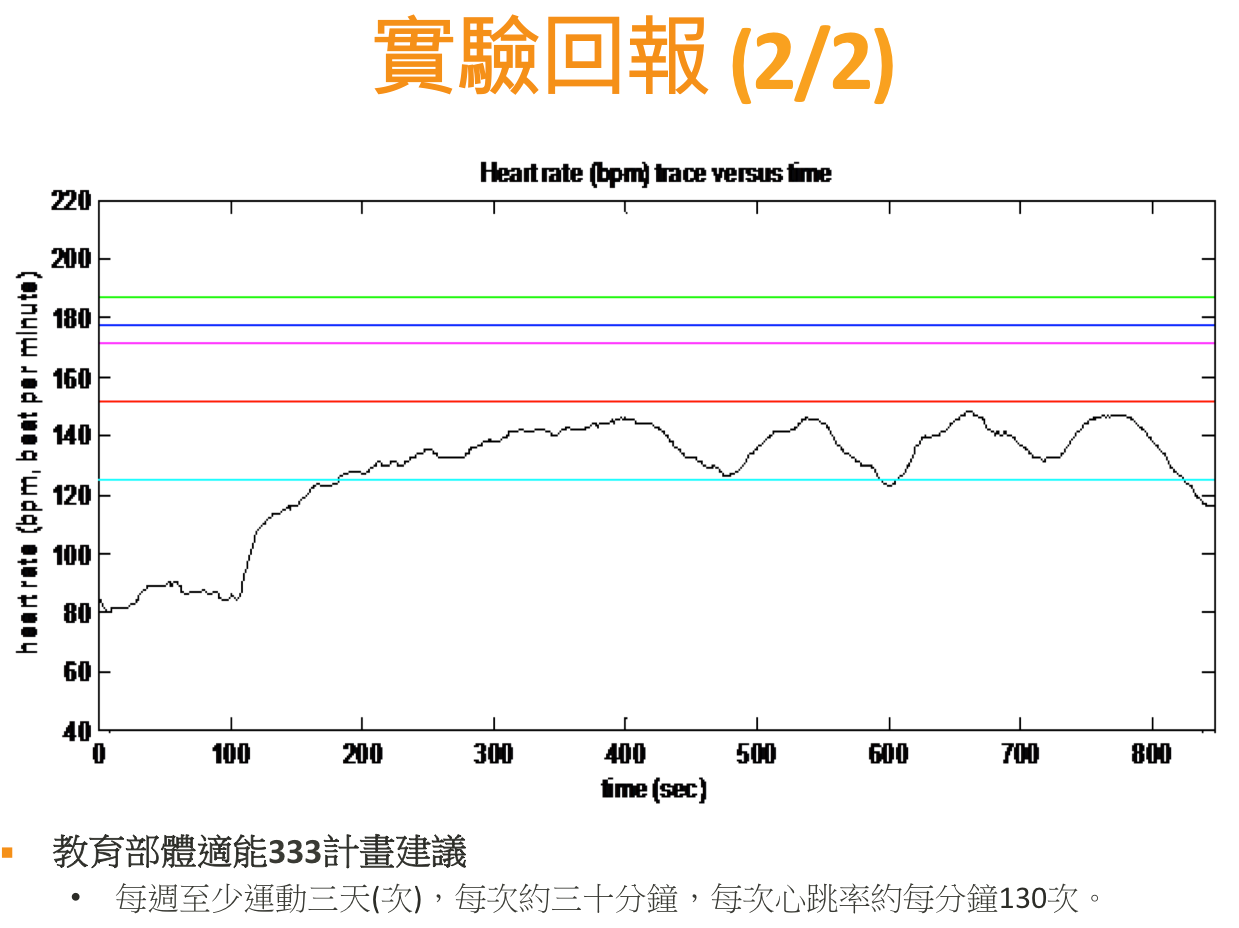 實驗回報 (2/2)
Heart rate (bpm) trace versus time
220
200
180
160
140
120
100
80
60
40
heart rate (bpm, beat per minute)
0 100 200 300 400 500 600 700 800
time (sec)
教育部體適能333計畫建議
每週至少運動三天(次)，每次約三十分鐘，每次心跳率約每分鐘130次。